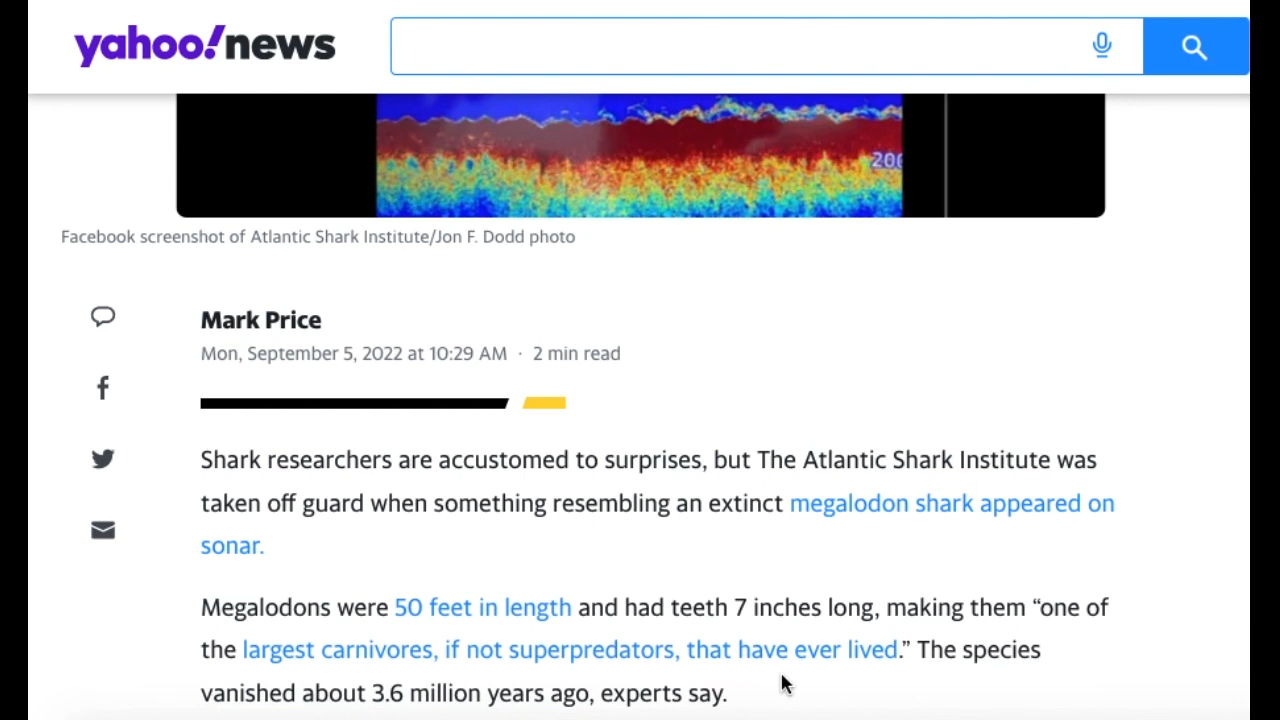 yahoo!news
200
Facebook screenshot of Atlantic Shark Institute/Jon F. Dodd photo
Mark Price
Mon, September 5, 2022 at 10:29 AM · 2 min read
Shark researchers are accustomed to surprises, but The Atlantic Shark Institute was
taken off guard when something resembling an extinct megalodon shark appeared on
sonar.
Megalodons were 50 feet in length and had teeth 7 inches long, making them “one of
the largest carnivores, if not superpredators, that have ever lived.” The species
vanished about 3.6 million years ago, experts say.